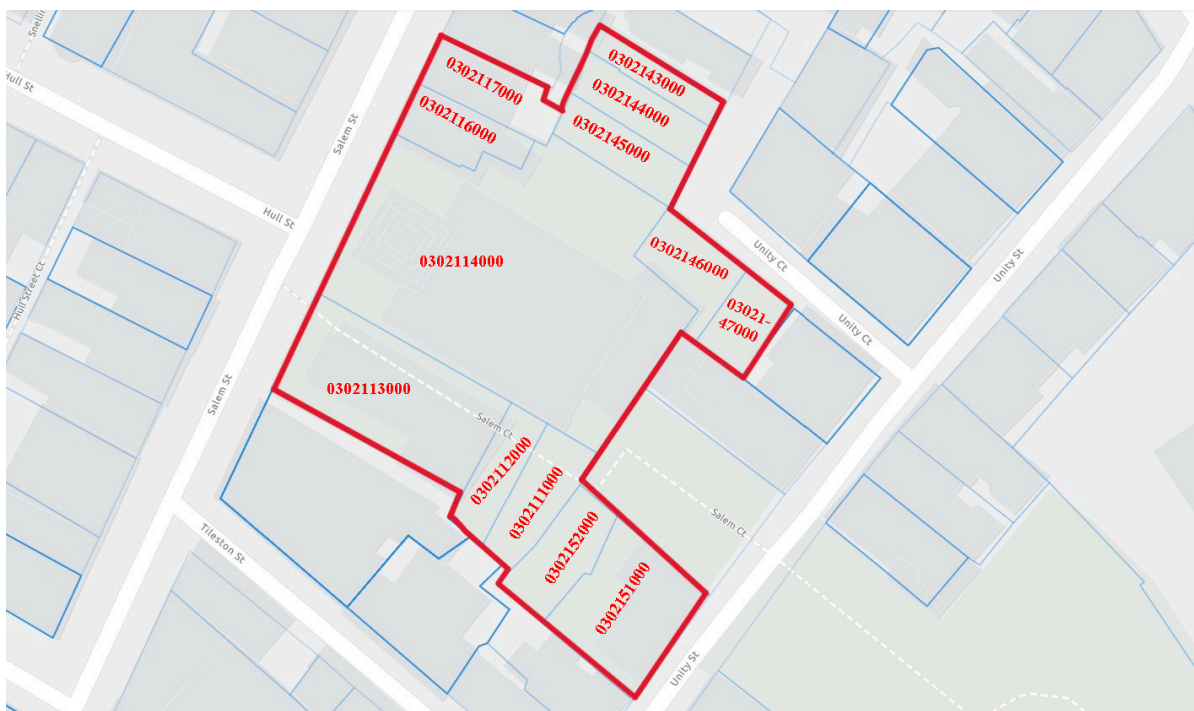 Snellin
0302143000
0302117000
Hull St
0302144000
0302116000
Salem St
0302145000
Hull St
Unity Ct
0302146000
Unity St
0302114000
Hull Street Ct
03021-
47000
Unity Ct
Salem St
0302113000
Salem Ct
0302112000
0302111000
0302152000
Salem Ct
Tileston St
0302151000
Unity St